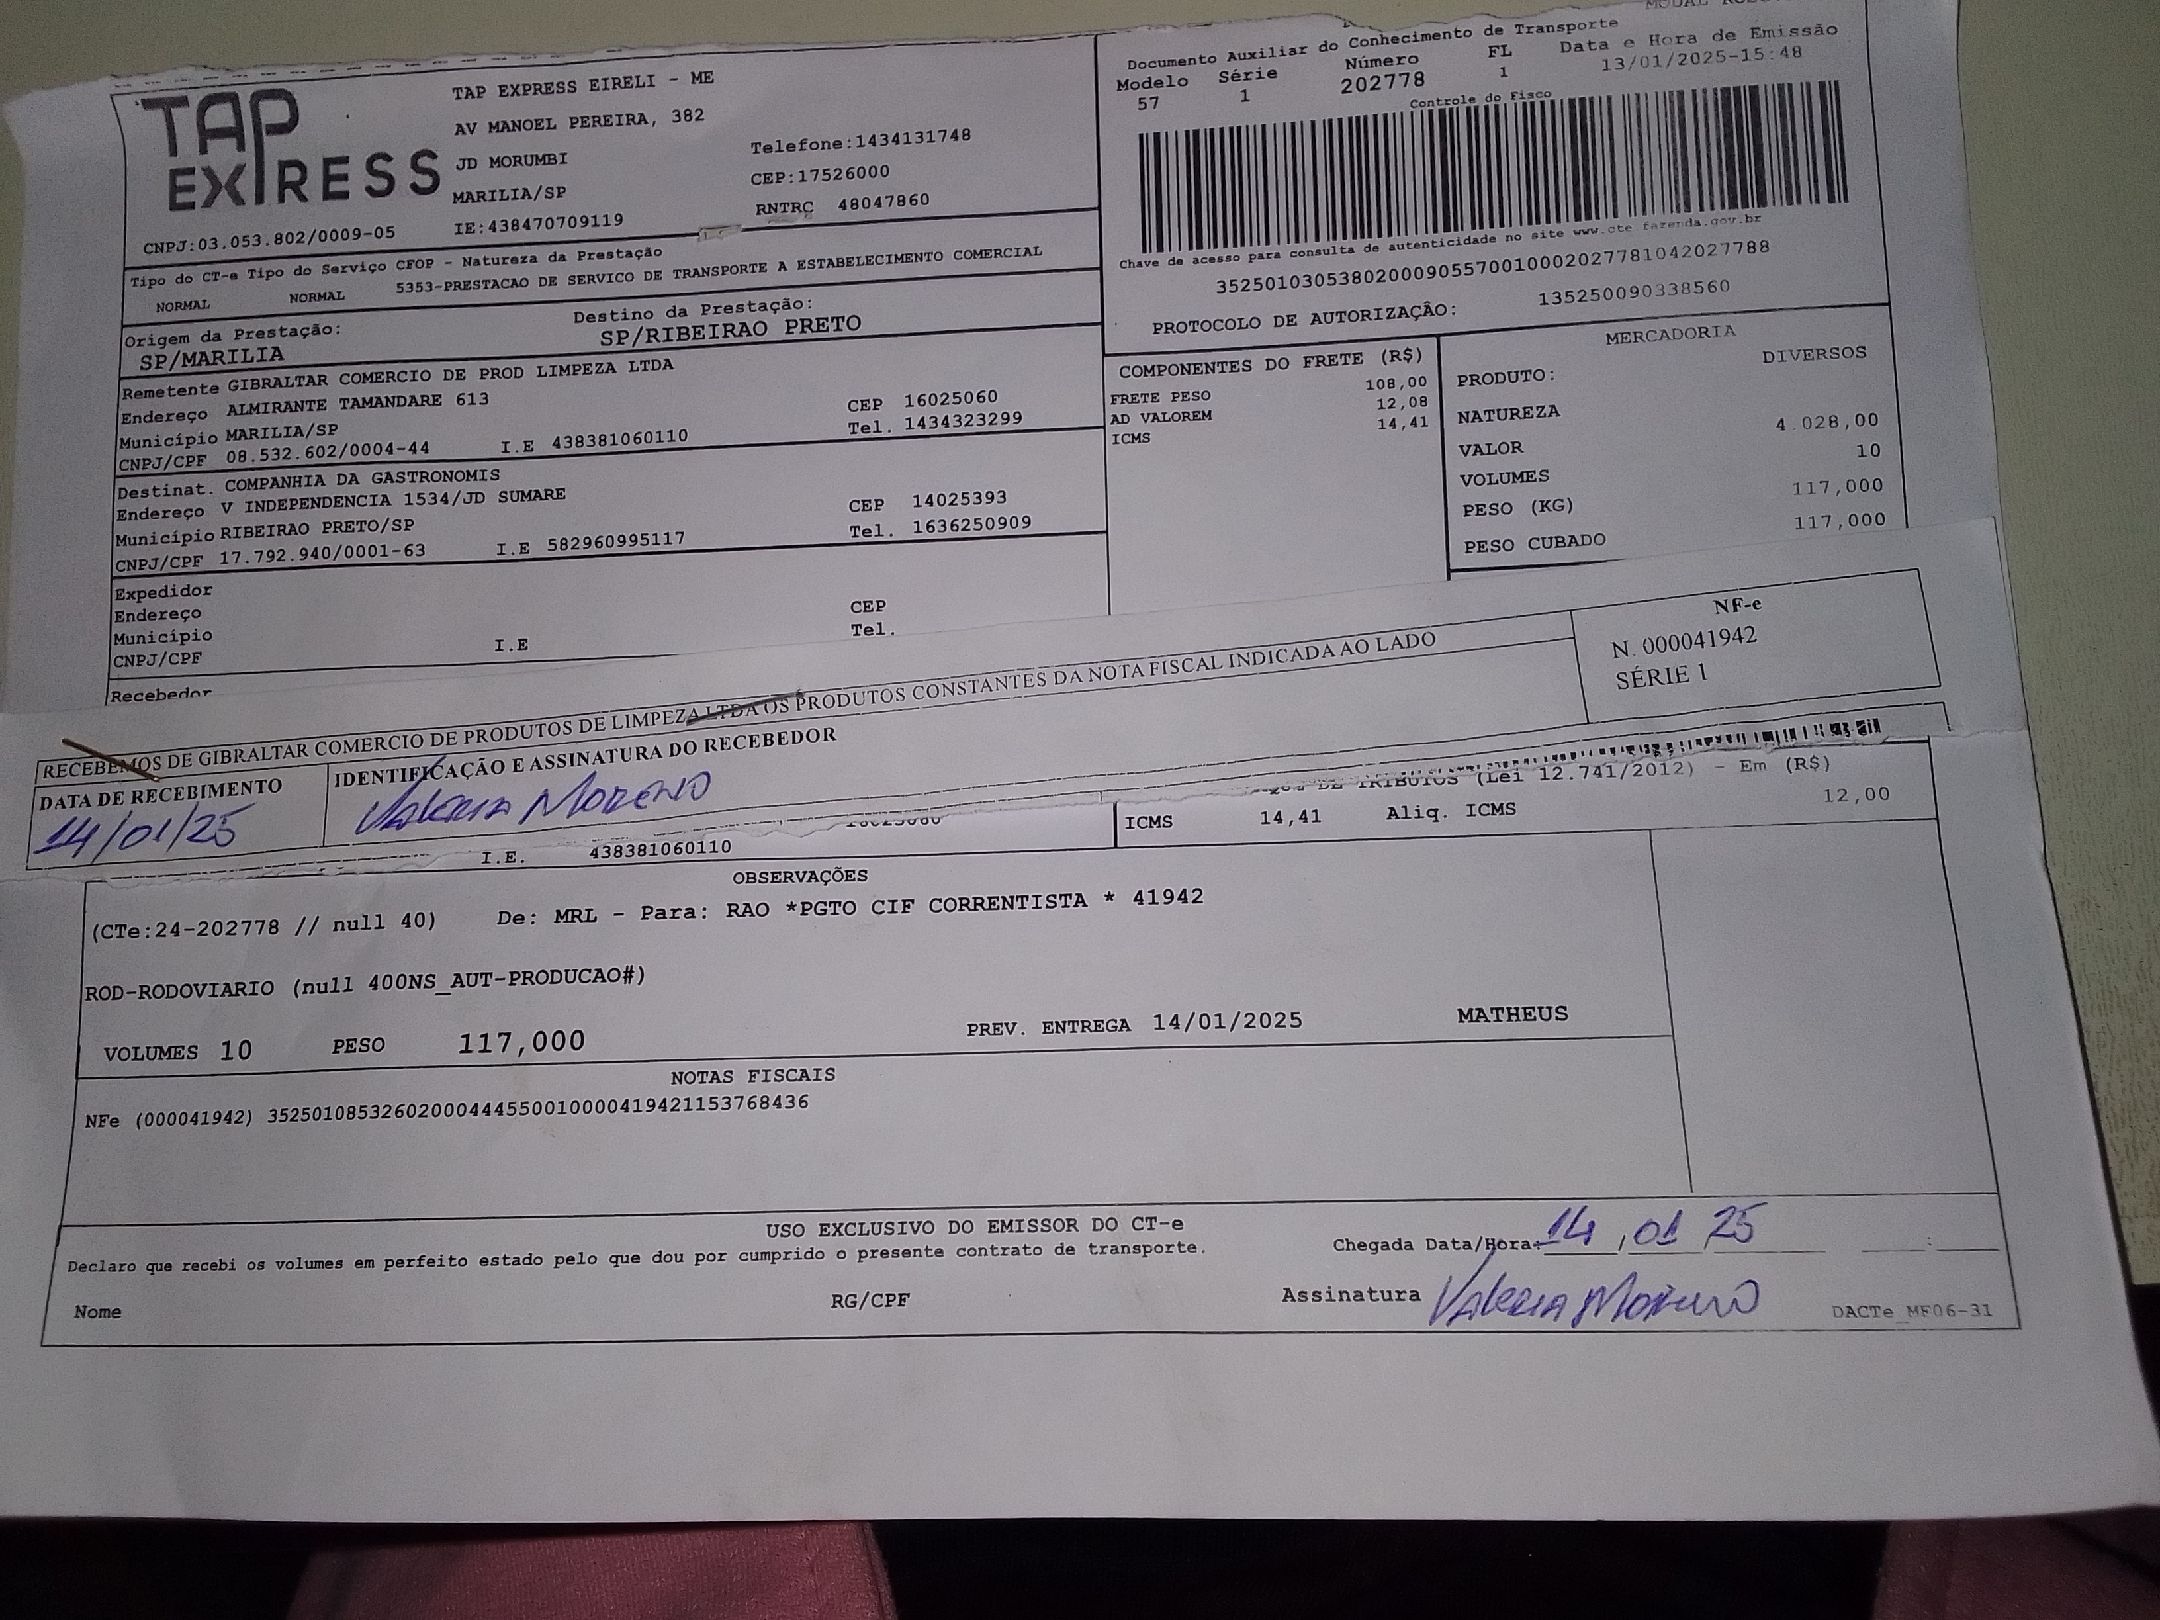 TAP EXPRESS
TAP EXPRESS EIRELI - ME
AV MANOEL PEREIRA, 382
JD MORUMBI
MARILIA/SP
IE:438470709119
Telefone:1434131748
CEP:17526000
RNTRC 48047860
CNPJ:03.053.802/0009-05
Documento Auxiliar do Conhecimento de Transporte
Modelo Série Número FL Data e Hora de Emissão
57 1 202778 1 13/01/2025-15:48
Controle do Fisco
Chave de acesso para consulta de autenticidade no site www.cte fazenda.gov.br
35250103053802000905570010002027781042027788
PROTOCOLO DE AUTORIZAÇÃO: 135250090338560
Tipo do CT-e Tipo do Serviço CFOP - Natureza da Prestação
NORMAL NORMAL 5353-PRESTACAO DE SERVICO DE TRANSPORTE A ESTABELECIMENTO COMERCIAL
Origem da Prestação: Destino da Prestação:
SP/MARILIA SP/RIBEIRAO PRETO
Remetente GIBRALTAR COMERCIO DE PROD LIMPEZA LTDA
Endereço ALMIRANTE TAMANDARE 613 CEP 16025060
Município MARILIA/SP Tel. 1434323299
CNPJ/CPF 08.532.602/0004-44 I.E 438381060110
Destinat. COMPANHIA DA GASTRONOMIS
Endereço V INDEPENDENCIA 1534/JD SUMARE CEP 14025393
Município RIBEIRAO PRETO/SP Tel. 1636250909
CNPJ/CPF 17.792.940/0001-63 I.E 582960995117
Expedidor
Endereço CEP
Município Tel.
CNPJ/CPF I.E
Recebedor
COMPONENTES DO FRETE (R$)
FRETE PESO 108,00
AD VALOREM 12,08
ICMS 14,41
MERCADORIA
PRODUTO: DIVERSOS
NATUREZA
VALOR 4.028,00
VOLUMES 10
PESO (KG) 117,000
PESO CUBADO 117,000
RECEBEMOS DE GIBRALTAR COMERCIO DE PRODUTOS DE LIMPEZA LTDA OS PRODUTOS CONSTANTES DA NOTA FISCAL INDICADA AO LADO
NF-e
N. 000041942
SÉRIE 1
DATA DE RECEBIMENTO IDENTIFICAÇÃO E ASSINATURA DO RECEBEDOR
14/01/25 Valeria Moreno
DE TRIBUTOS (Lei 12.741/2012) - Em (R$)
ICMS 14,41 Aliq. ICMS 12,00
I.E. 438381060110
OBSERVAÇÕES
(CTe:24-202778 // null 40) De: MRL - Para: RAO *PGTO CIF CORRENTISTA * 41942
ROD-RODOVIARIO (null 400NS_AUT-PRODUCAO#)
VOLUMES 10 PESO 117,000 PREV. ENTREGA 14/01/2025 MATHEUS
NOTAS FISCAIS
NFe (000041942) 35250108532602000444550010000419421153768436
USO EXCLUSIVO DO EMISSOR DO CT-e
Declaro que recebi os volumes em perfeito estado pelo que dou por cumprido o presente contrato de transporte.
Chegada Data/Hora: 14/01 25 :
Nome RG/CPF Assinatura Valeria Moreno
DACTe_MF06-31